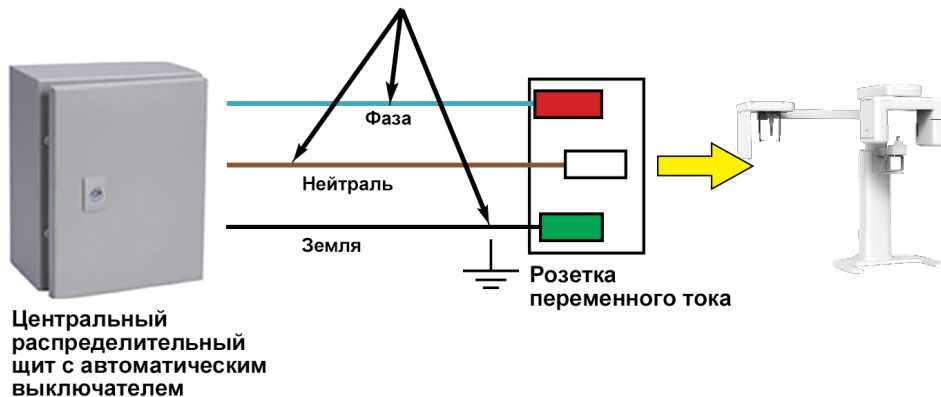 Фаза
Нейтраль
Земля
Розетка
переменного тока
Центральный
распределительный
щит с автоматическим
выключателем